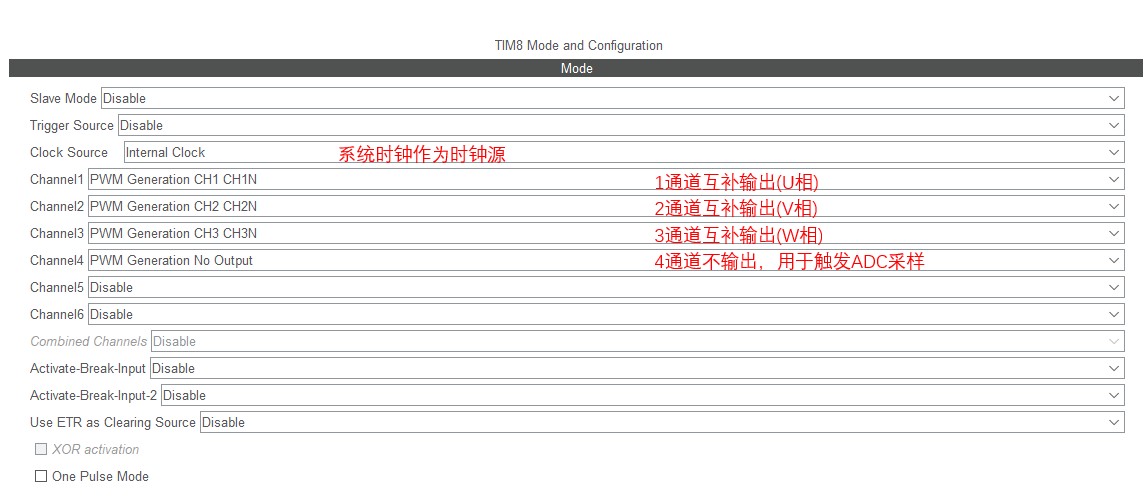 TIM8 Mode and Configuration
Mode
Slave Mode Disable
Trigger Source Disable
Clock Source Internal Clock 系统时钟作为时钟源
Channel1 PWM Generation CH1 CH1N 1通道互补输出(U相)
Channel2 PWM Generation CH2 CH2N 2通道互补输出(V相)
Channel3 PWM Generation CH3 CH3N 3通道互补输出(W相)
Channel4 PWM Generation No Output 4通道不输出，用于触发ADC采样
Channel5 Disable
Channel6 Disable
Combined Channels Disable
Activate-Break-Input Disable
Activate-Break-Input-2 Disable
Use ETR as Clearing Source Disable
XOR activation
One Pulse Mode